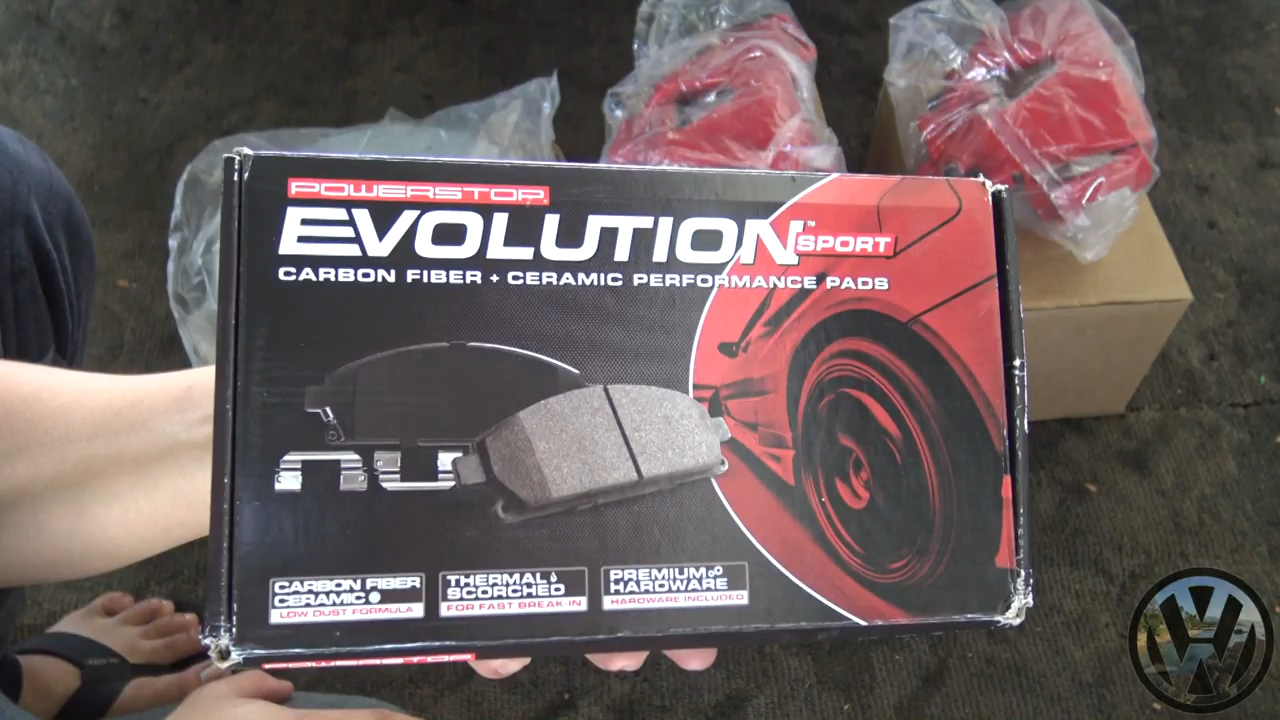 POWERSTOP
EVOLUTION™ SPORT
CARBON FIBER + CERAMIC PERFORMANCE PADS
CARBON FIBER
CERAMIC
LOW DUST FORMULA
THERMAL
SCORCHED
FOR FAST BREAK-IN
PREMIUM
HARDWARE
HARDWARE INCLUDED
POWERSTOP